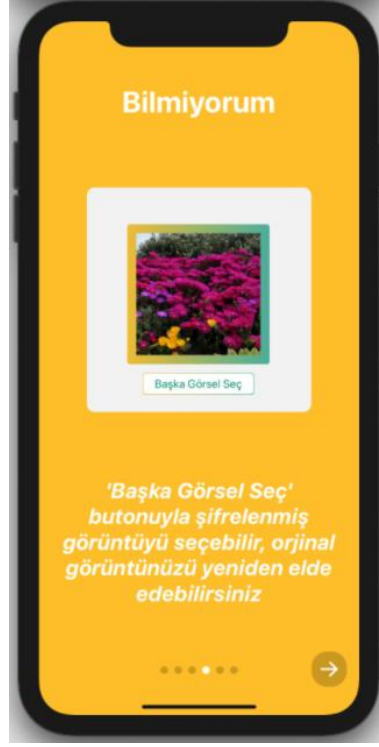 Bilmiyorum
Başka Görsel Seç
'Başka Görsel Seç'
butonuyla şifrelenmiş
görüntüyü seçebilir, orjinal
görüntünüzü yeniden elde
edebilirsiniz